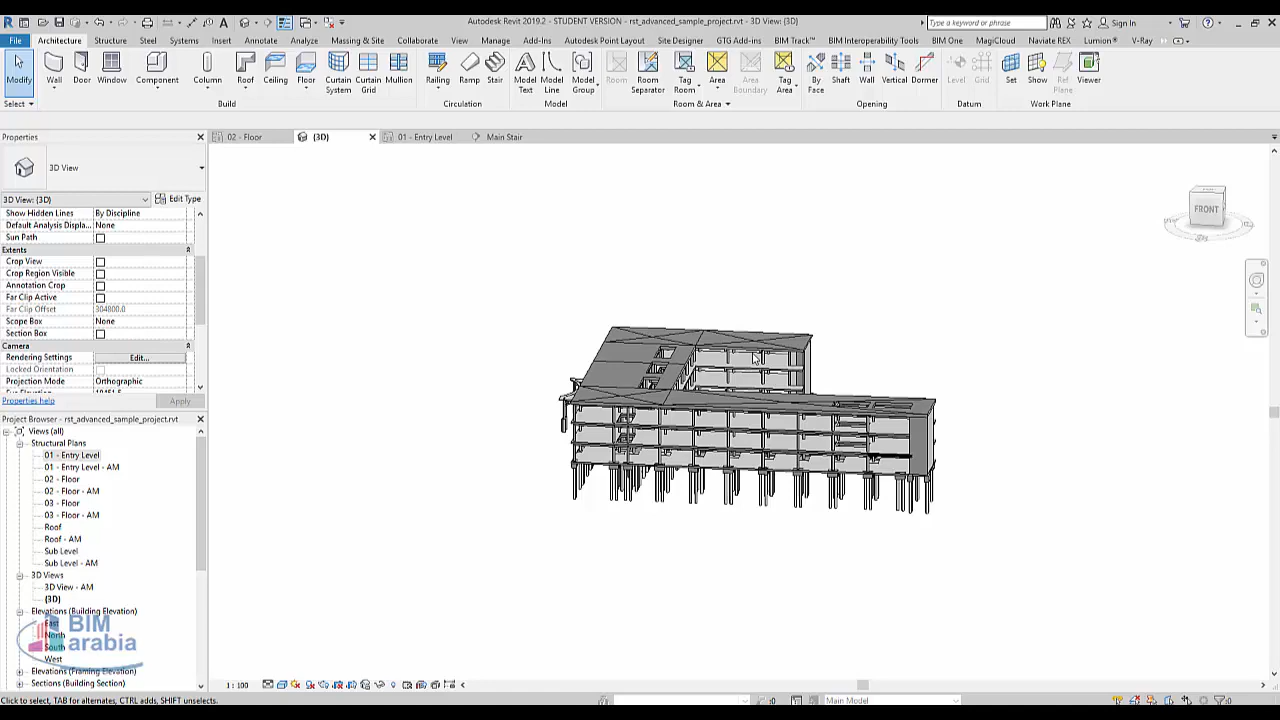 Autodesk Revit 2019.2 - STUDENT VERSION - rst_advanced_sample_project.rvt - 3D View: {3D}
Type a keyword or phrase
Sign In
File Architecture Structure Steel Systems Insert Annotate Analyze Massing & Site Collaborate View Manage Add-Ins Autodesk Point Layout Site Designer FGTG Add-ins BIM Track™ BIM Interoperability Tools BIM One MagiCloud Naviate REX Lumion® V-Ray
Modify Wall Door Window Component Column Roof Ceiling Floor Curtain System Curtain Grid Mullion Railing Ramp Stair Model Text Model Line Model Group Room Room Separator Tag Room Area Area Boundary Tag Area By Face Shaft Wall Vertical Dormer Level Grid Set Show Ref Plane Viewer
Select Build Circulation Model Room & Area Opening Datum Work Plane
Properties
02 - Floor {3D} 01 - Entry Level Main Stair
3D View
3D View: {3D} Edit Type
Show Hidden Lines By Discipline
Default Analysis Displa... None
Sun Path
Extents
Crop View
Crop Region Visible
Annotation Crop
Far Clip Active
Far Clip Offset 304800.0
Scope Box None
Section Box
Camera
Rendering Settings Edit...
Locked Orientation
Projection Mode Orthographic
Properties help Apply
Project Browser - rst_advanced_sample_project.rvt
Views (all)
Structural Plans
01 - Entry Level
01 - Entry Level - AM
02 - Floor
02 - Floor - AM
03 - Floor
03 - Floor - AM
Roof
Roof - AM
Sub Level
Sub Level - AM
3D Views
3D View - AM
{3D}
Elevations (Building Elevation)
East
North
South
West
Elevations (Framing Elevation)
Sections (Building Section)
BIM
arabia
FRONT
1 : 100
Click to select, TAB for alternates, CTRL adds, SHIFT unselects.
:0
Main Model
:0